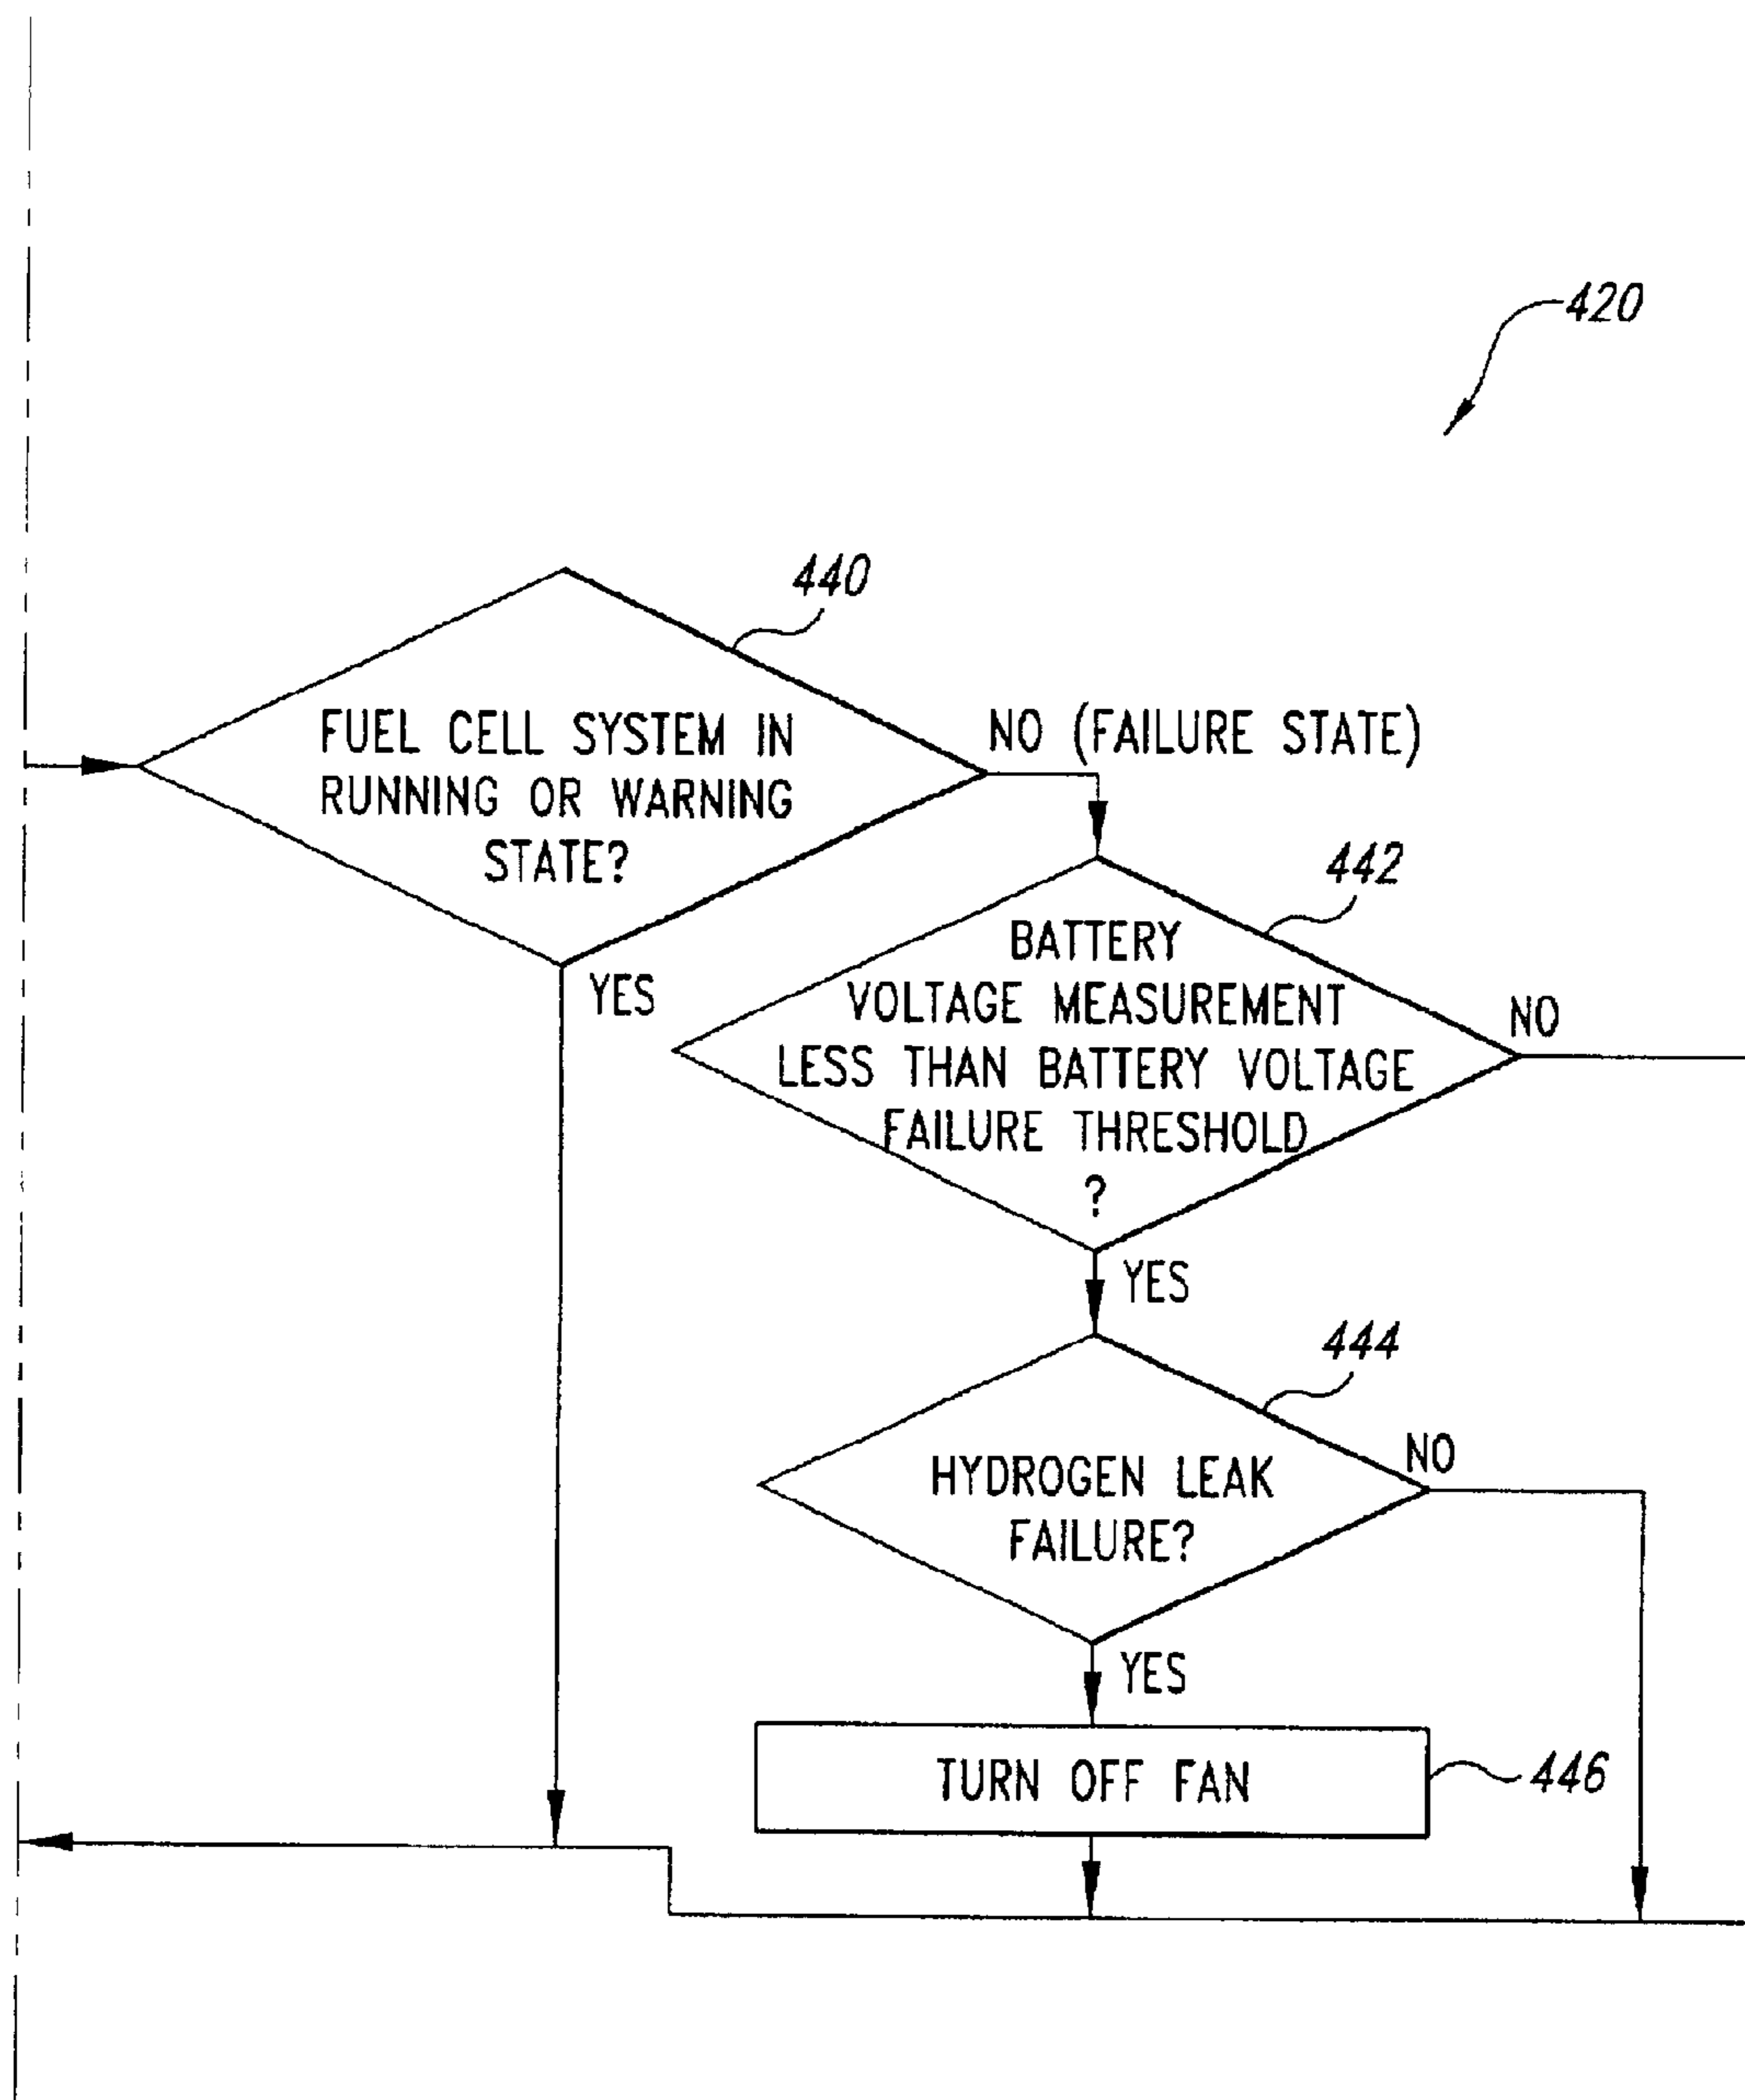 420
440
FUEL CELL SYSTEM IN
RUNNING OR WARNING
STATE?
NO (FAILURE STATE)
YES
442
BATTERY
VOLTAGE MEASUREMENT
LESS THAN BATTERY VOLTAGE
FAILURE THRESHOLD
?
NO
YES
444
HYDROGEN LEAK
FAILURE?
NO
YES
TURN OFF FAN
446